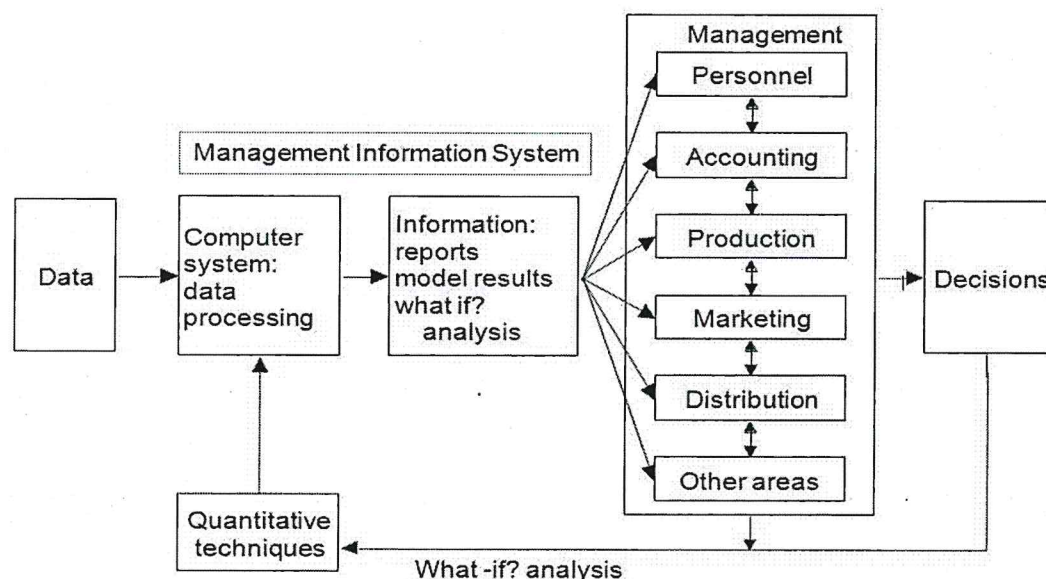 Management
Personnel
Management Information System
Accounting
Data
Computer
system:
data
processing
Information:
reports
model results
what if?
analysis
Production
Decisions
Marketing
Distribution
Other areas
Quantitative
techniques
What -if? analysis